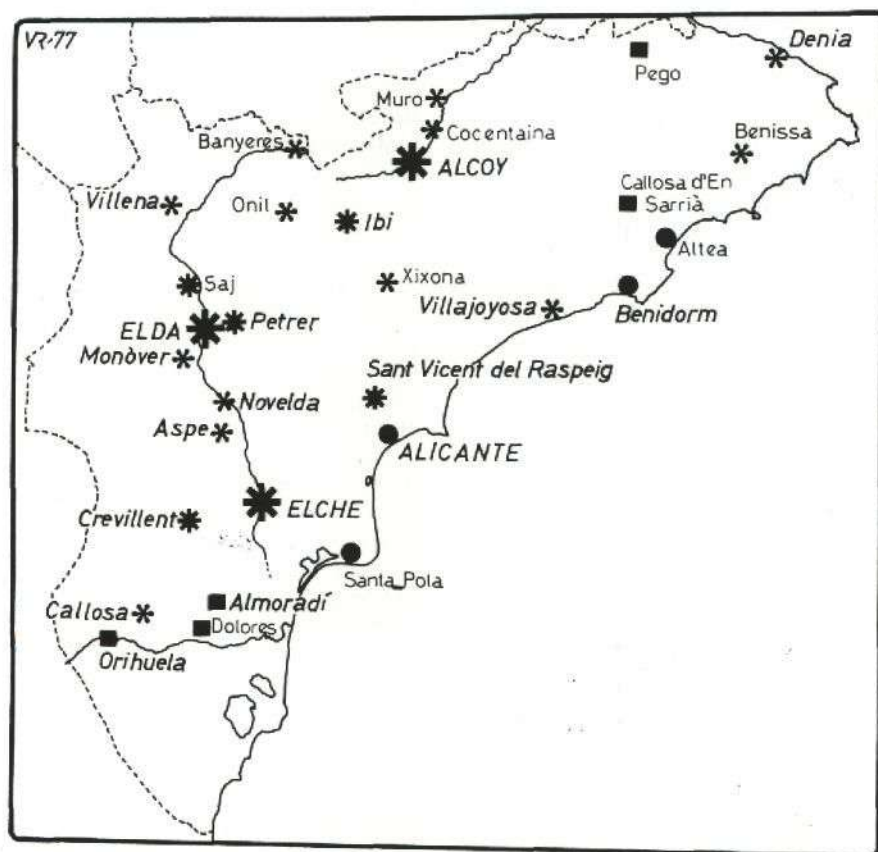 VR-77
Denia
Pego
Muro
Cocentaina
Banyeres
Benissa
ALCOY
Callosa d'En
Sarrià
Villena
Onil
Ibi
Altea
Saj
Xixona
Villajoyosa
Benidorm
ELDA
Petrer
Monòver
Sant Vicent del Raspeig
Novelda
Aspe
ALICANTE
ELCHE
Crevillent
Santa Pola
Callosa
Almoradí
Dolores
Orihuela